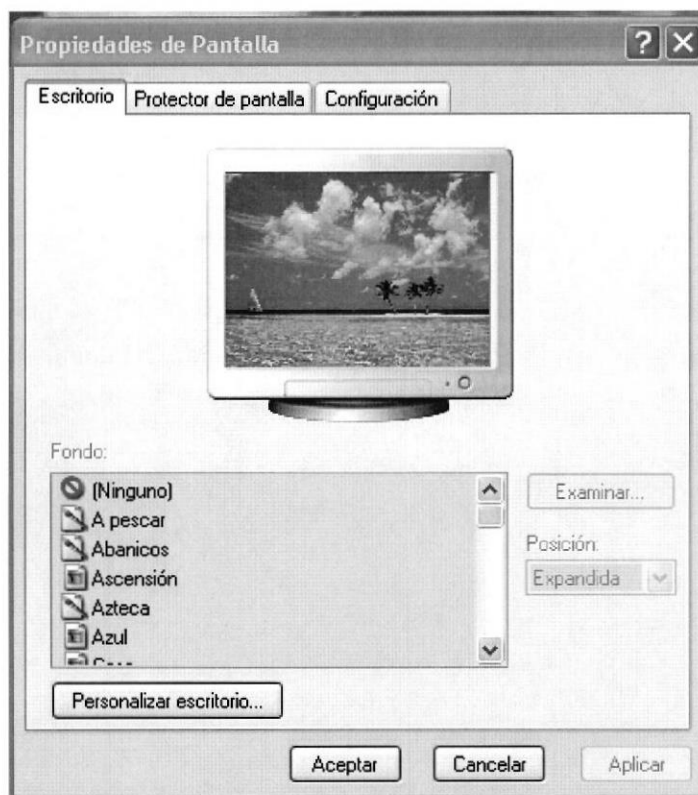 Propiedades de Pantalla
Escritorio Protector de pantalla Configuración
Fondo:
(Ninguno)
A pescar
Abanicos
Ascensión
Azteca
Azul
Examinar...
Posición:
Expandida
Personalizar escritorio...
Aceptar Cancelar Aplicar